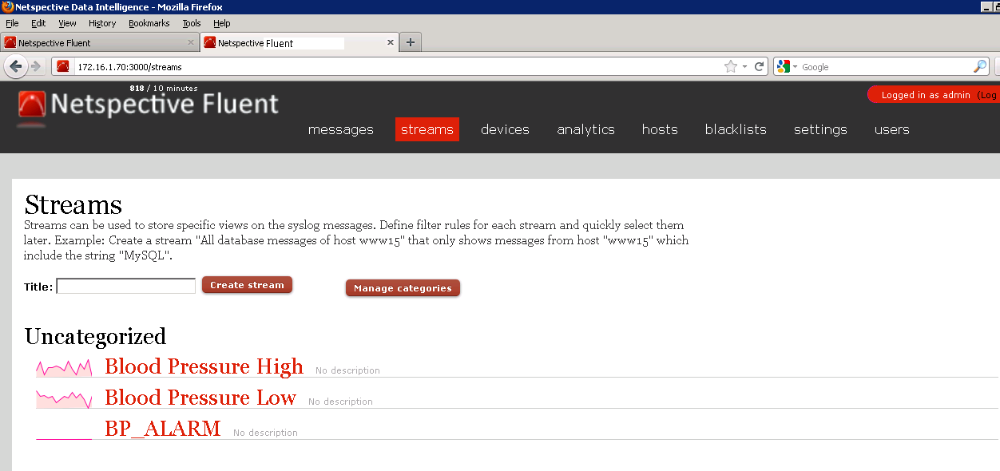 Netspective Data Intelligence - Mozilla Firefox
File Edit View History Bookmarks Tools Help
Netspective Fluent
Netspective Fluent
172.16.1.70:3000/streams
Google
818 / 10 minutes
Netspective Fluent
Logged in as admin (Log
messages streams devices analytics hosts blacklists settings users
Streams
Streams can be used to store specific views on the syslog messages. Define filter rules for each stream and quickly select them
later. Example: Create a stream "All database messages of host www15" that only shows messages from host "www15" which
include the string "MySQL".
Title: Create stream Manage categories
Uncategorized
Blood Pressure High No description
Blood Pressure Low No description
BP_ALARM No description